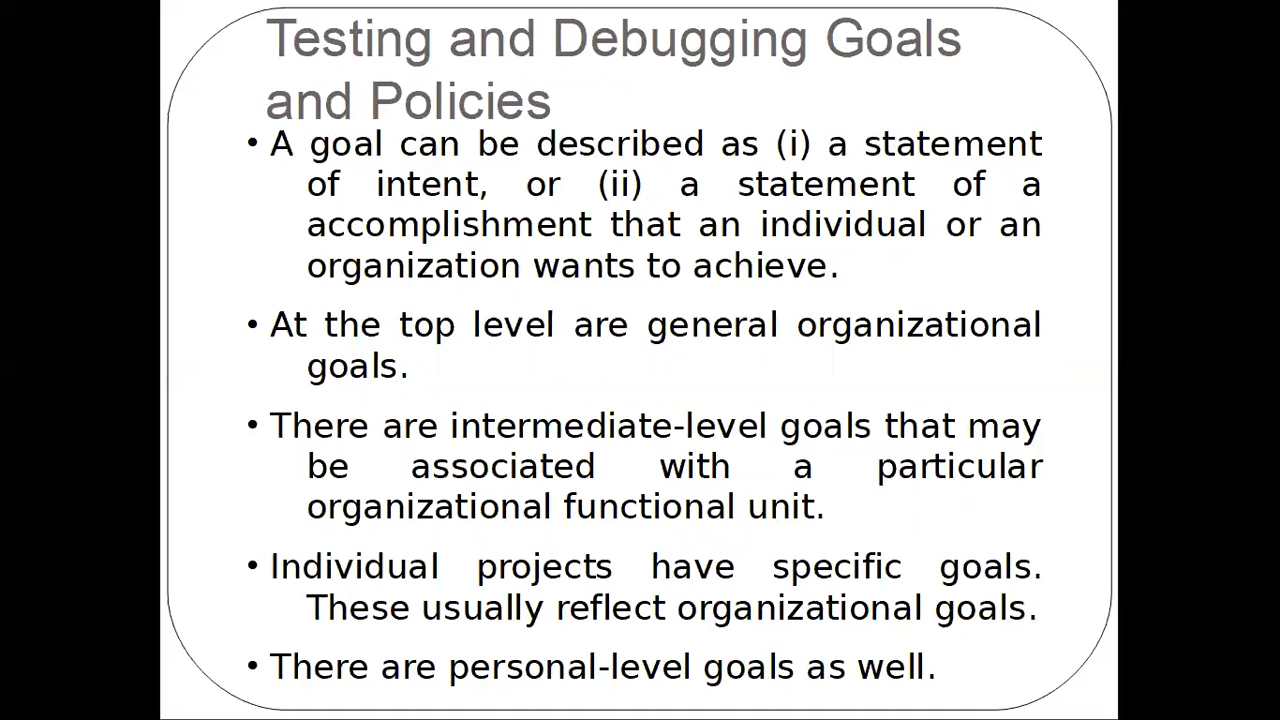 Testing and Debugging Goals
and Policies
• A goal can be described as (i) a statement
of intent, or (ii) a statement of a
accomplishment that an individual or an
organization wants to achieve.
• At the top level are general organizational
goals.
• There are intermediate-level goals that may
be associated with a particular
organizational functional unit.
• Individual projects have specific goals.
These usually reflect organizational goals.
• There are personal-level goals as well.